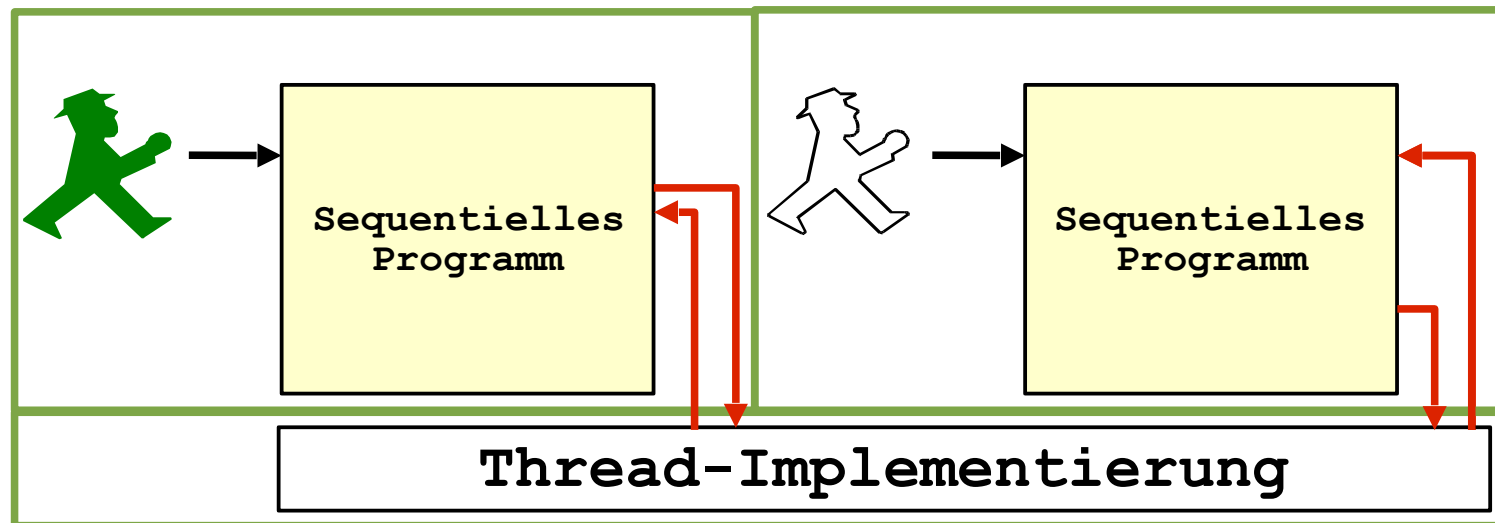 Sequentielles
Programm
Sequentielles
Programm
Thread-Implementierung